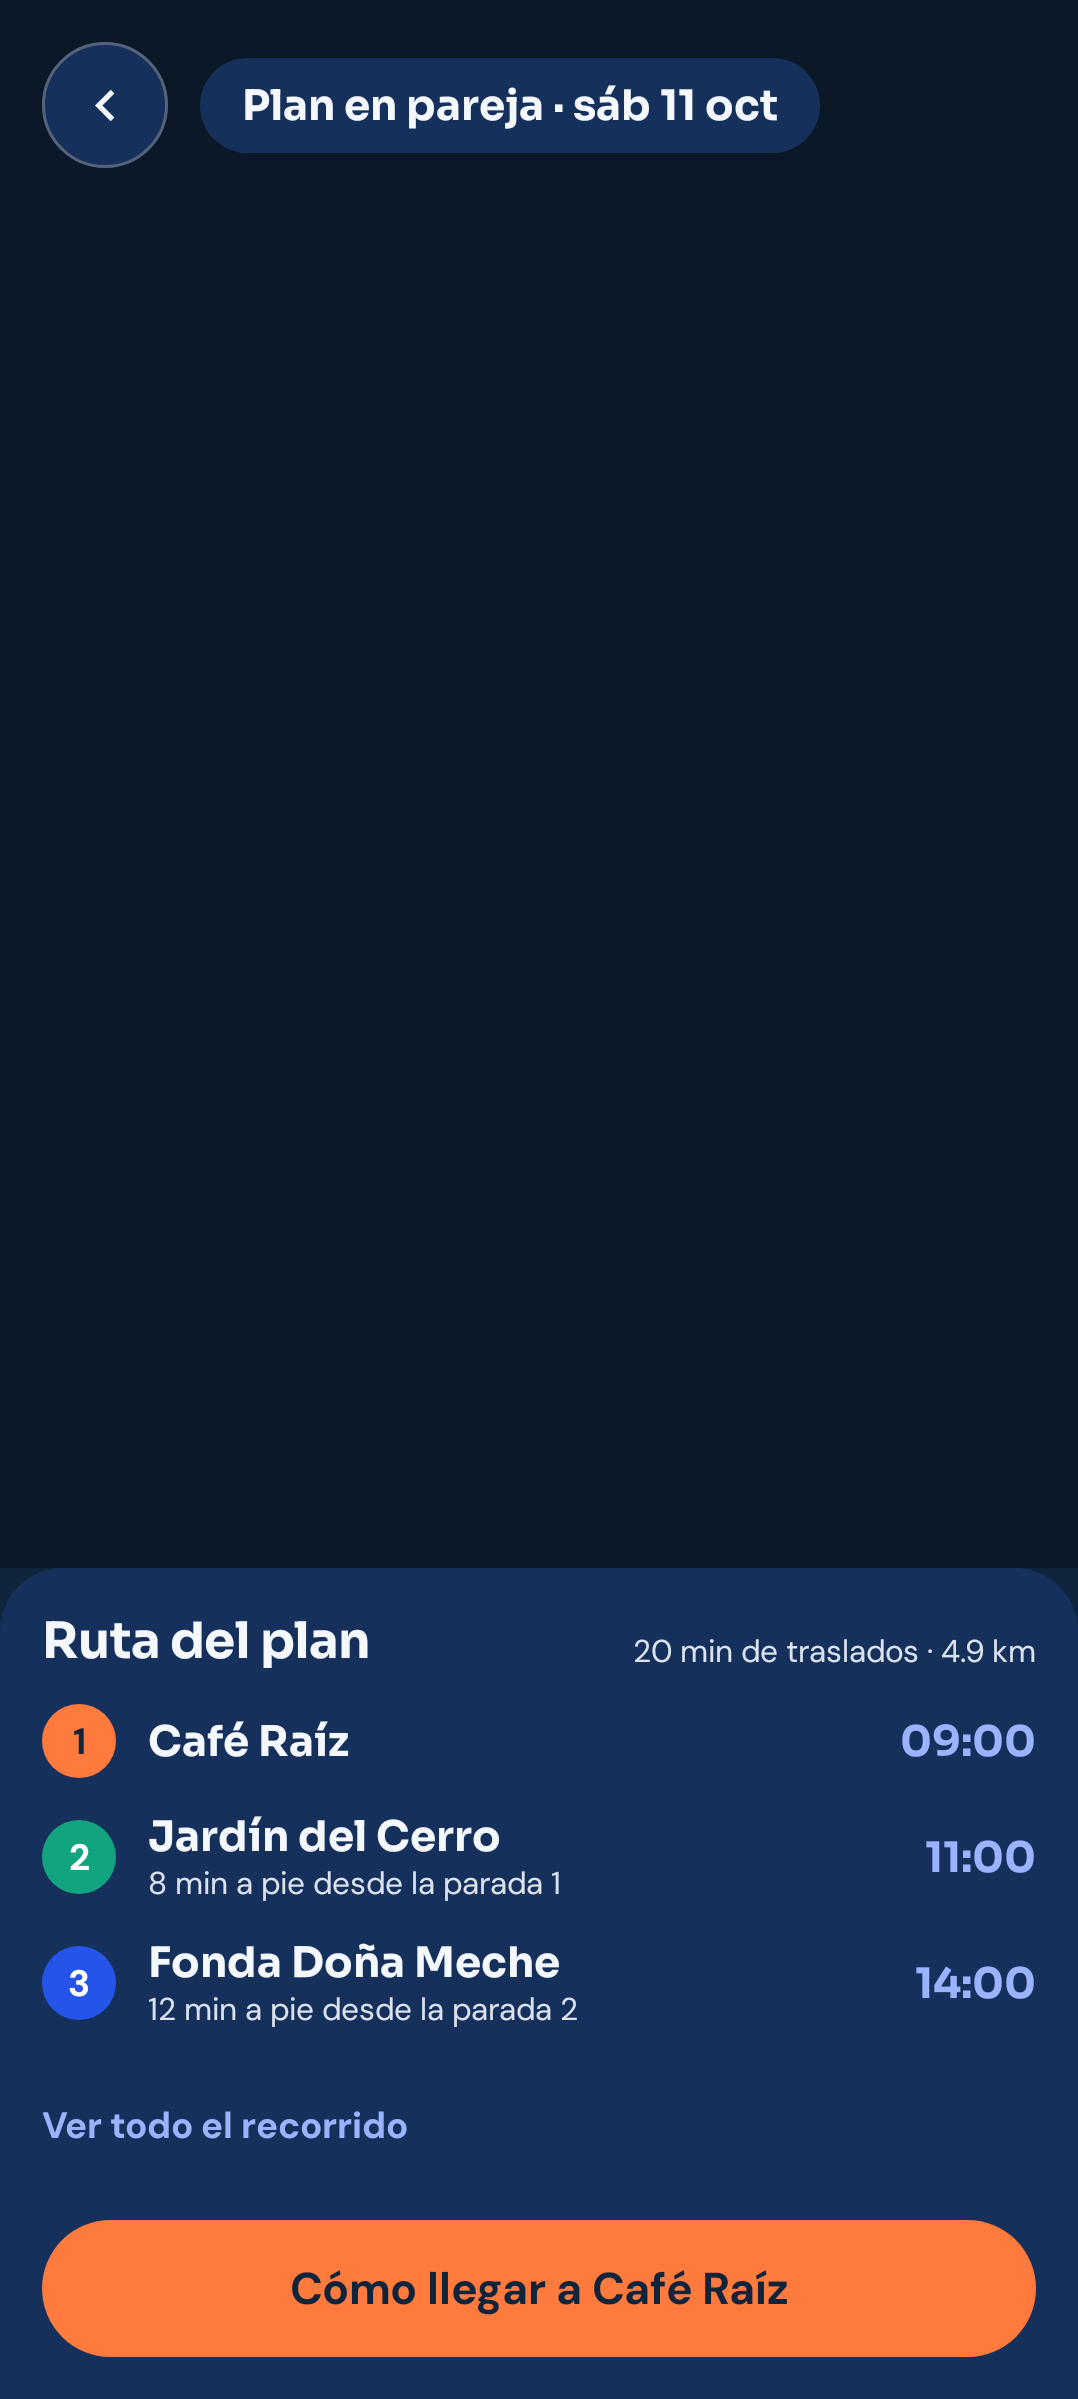 Plan en pareja · sáb 11 oct
Ruta del plan
20 min de traslados · 4.9 km
1
Café Raíz
09:00
2
Jardín del Cerro
8 min a pie desde la parada 1
11:00
3
Fonda Doña Meche
12 min a pie desde la parada 2
14:00
Ver todo el recorrido
Cómo llegar a Café Raíz